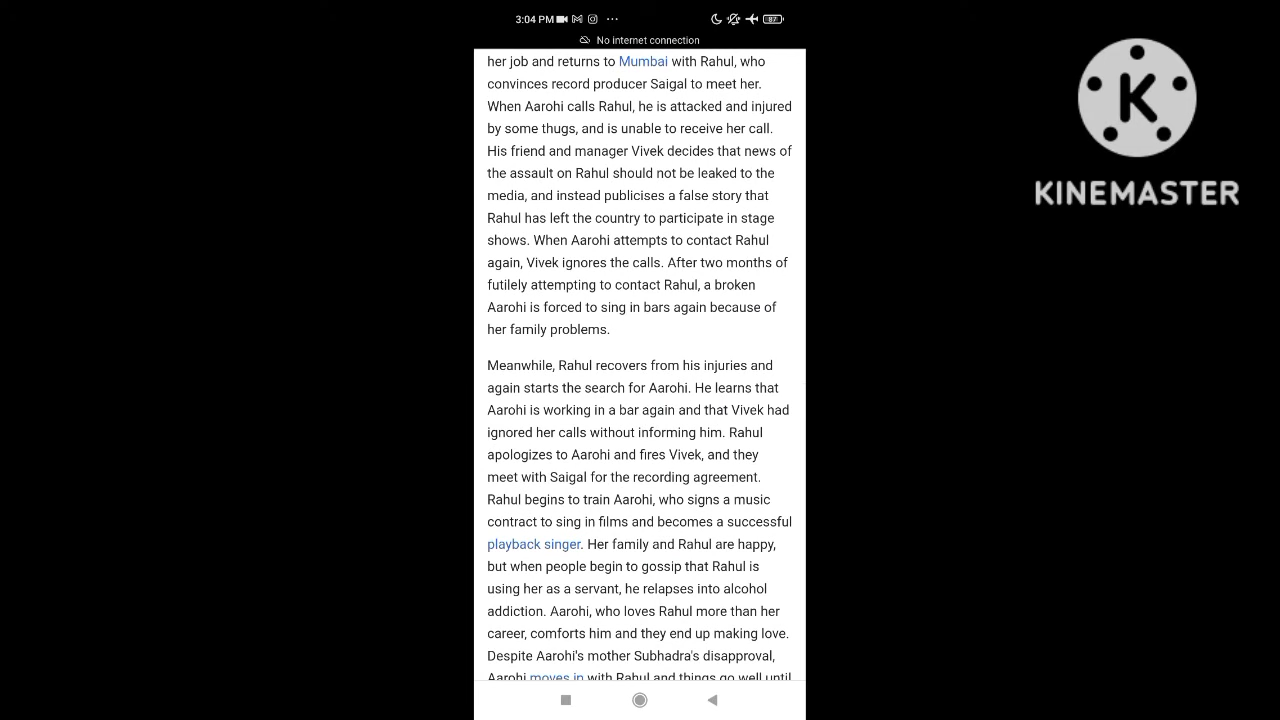 3:04 PM
87
No internet connection
her job and returns to Mumbai with Rahul, who
convinces record producer Saigal to meet her.
When Aarohi calls Rahul, he is attacked and injured
by some thugs, and is unable to receive her call.
His friend and manager Vivek decides that news of
the assault on Rahul should not be leaked to the
media, and instead publicises a false story that
Rahul has left the country to participate in stage
shows. When Aarohi attempts to contact Rahul
again, Vivek ignores the calls. After two months of
futilely attempting to contact Rahul, a broken
Aarohi is forced to sing in bars again because of
her family problems.
Meanwhile, Rahul recovers from his injuries and
again starts the search for Aarohi. He learns that
Aarohi is working in a bar again and that Vivek had
ignored her calls without informing him. Rahul
apologizes to Aarohi and fires Vivek, and they
meet with Saigal for the recording agreement.
Rahul begins to train Aarohi, who signs a music
contract to sing in films and becomes a successful
playback singer. Her family and Rahul are happy,
but when people begin to gossip that Rahul is
using her as a servant, he relapses into alcohol
addiction. Aarohi, who loves Rahul more than her
career, comforts him and they end up making love.
Despite Aarohi's mother Subhadra's disapproval,
Aarohi moves in with Rahul and things go well until
K
KINEMASTER